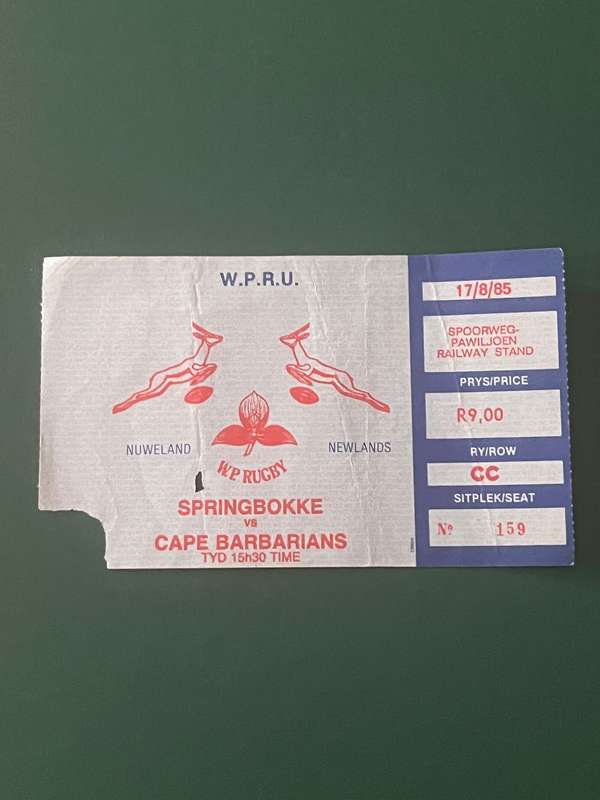 W.P.R.U.
NUWELAND
NEWLANDS
W.P RUGBY
SPRINGBOKKE
vs
CAPE BARBARIANS
TYD 15h30 TIME
17/8/85
SPOORWEG-
PAWILJOEN
RAILWAY STAND
PRYS/PRICE
R9,00
RY/ROW
CC
SITPLEK/SEAT
Nº 159